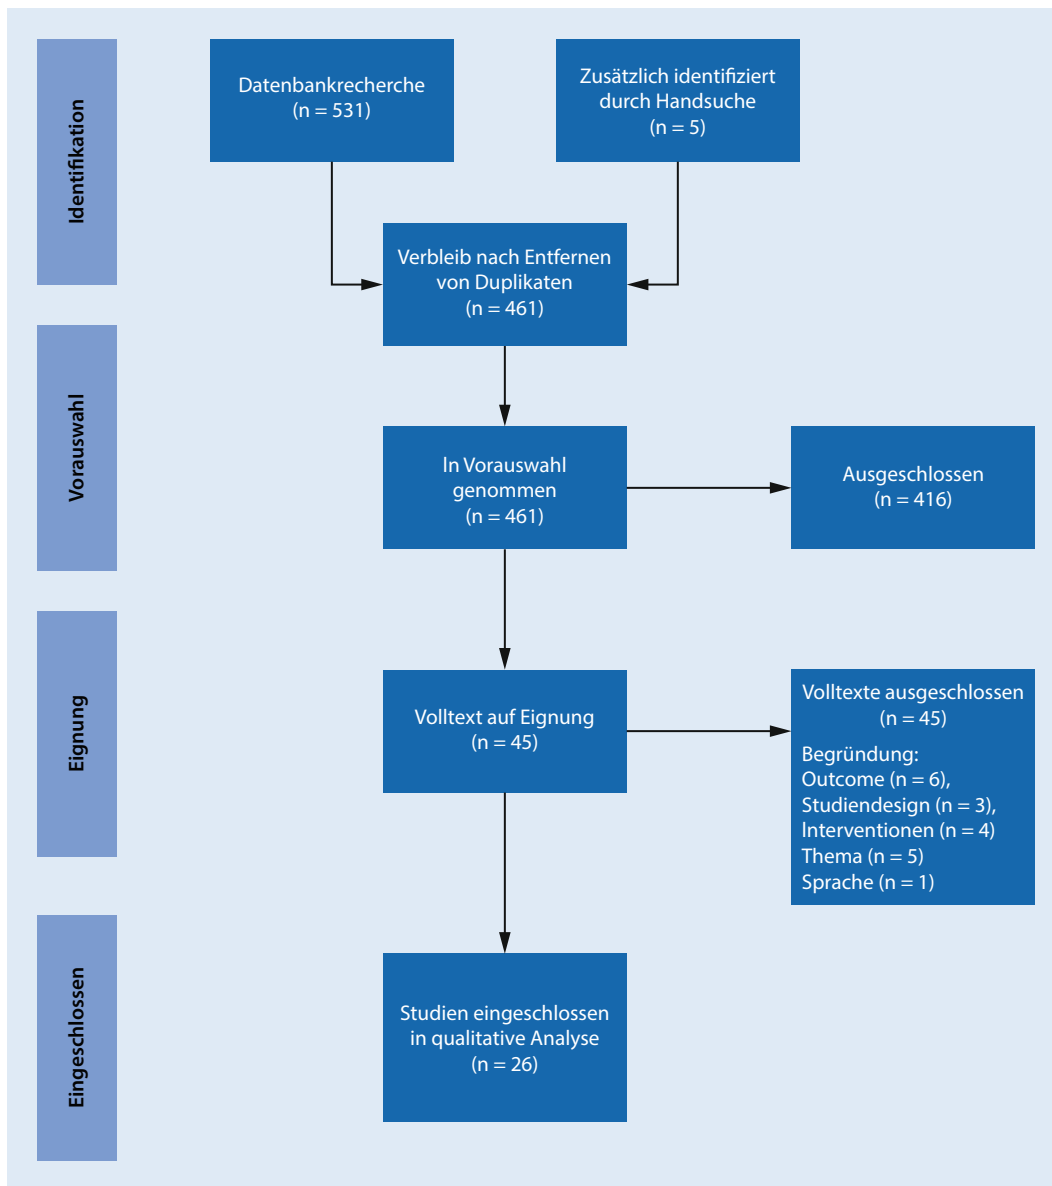 Identifikation
Datenbankrecherche
(n = 531)
Zusätzlich identifiziert
durch Handsuche
(n = 5)
Verbleib nach Entfernen
von Duplikaten
(n = 461)
Vorauswahl
In Vorauswahl
genommen
(n = 461)
Ausgeschlossen
(n = 416)
Eignung
Volltext auf Eignung
(n = 45)
Volltexte ausgeschlossen
(n = 45)
Begründung:
Outcome (n = 6),
Studiendesign (n = 3),
Interventionen (n = 4)
Thema (n = 5)
Sprache (n = 1)
Eingeschlossen
Studien eingeschlossen
in qualitative Analyse
(n = 26)